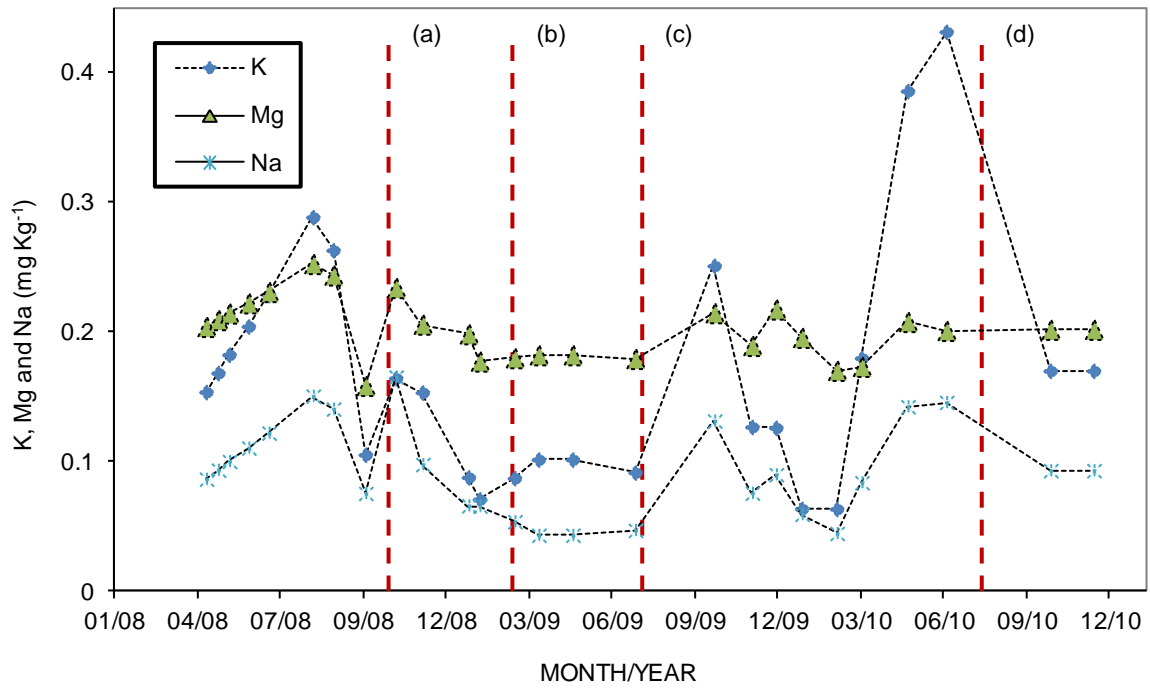 (a) (b) (c) (d)
K
Mg
Na
0.4
0.3
0.2
0.1
0
K, Mg and Na (mg Kg-1)
01/08 04/08 07/08 09/08 12/08 03/09 06/09 09/09 12/09 03/10 06/10 09/10 12/10
MONTH/YEAR